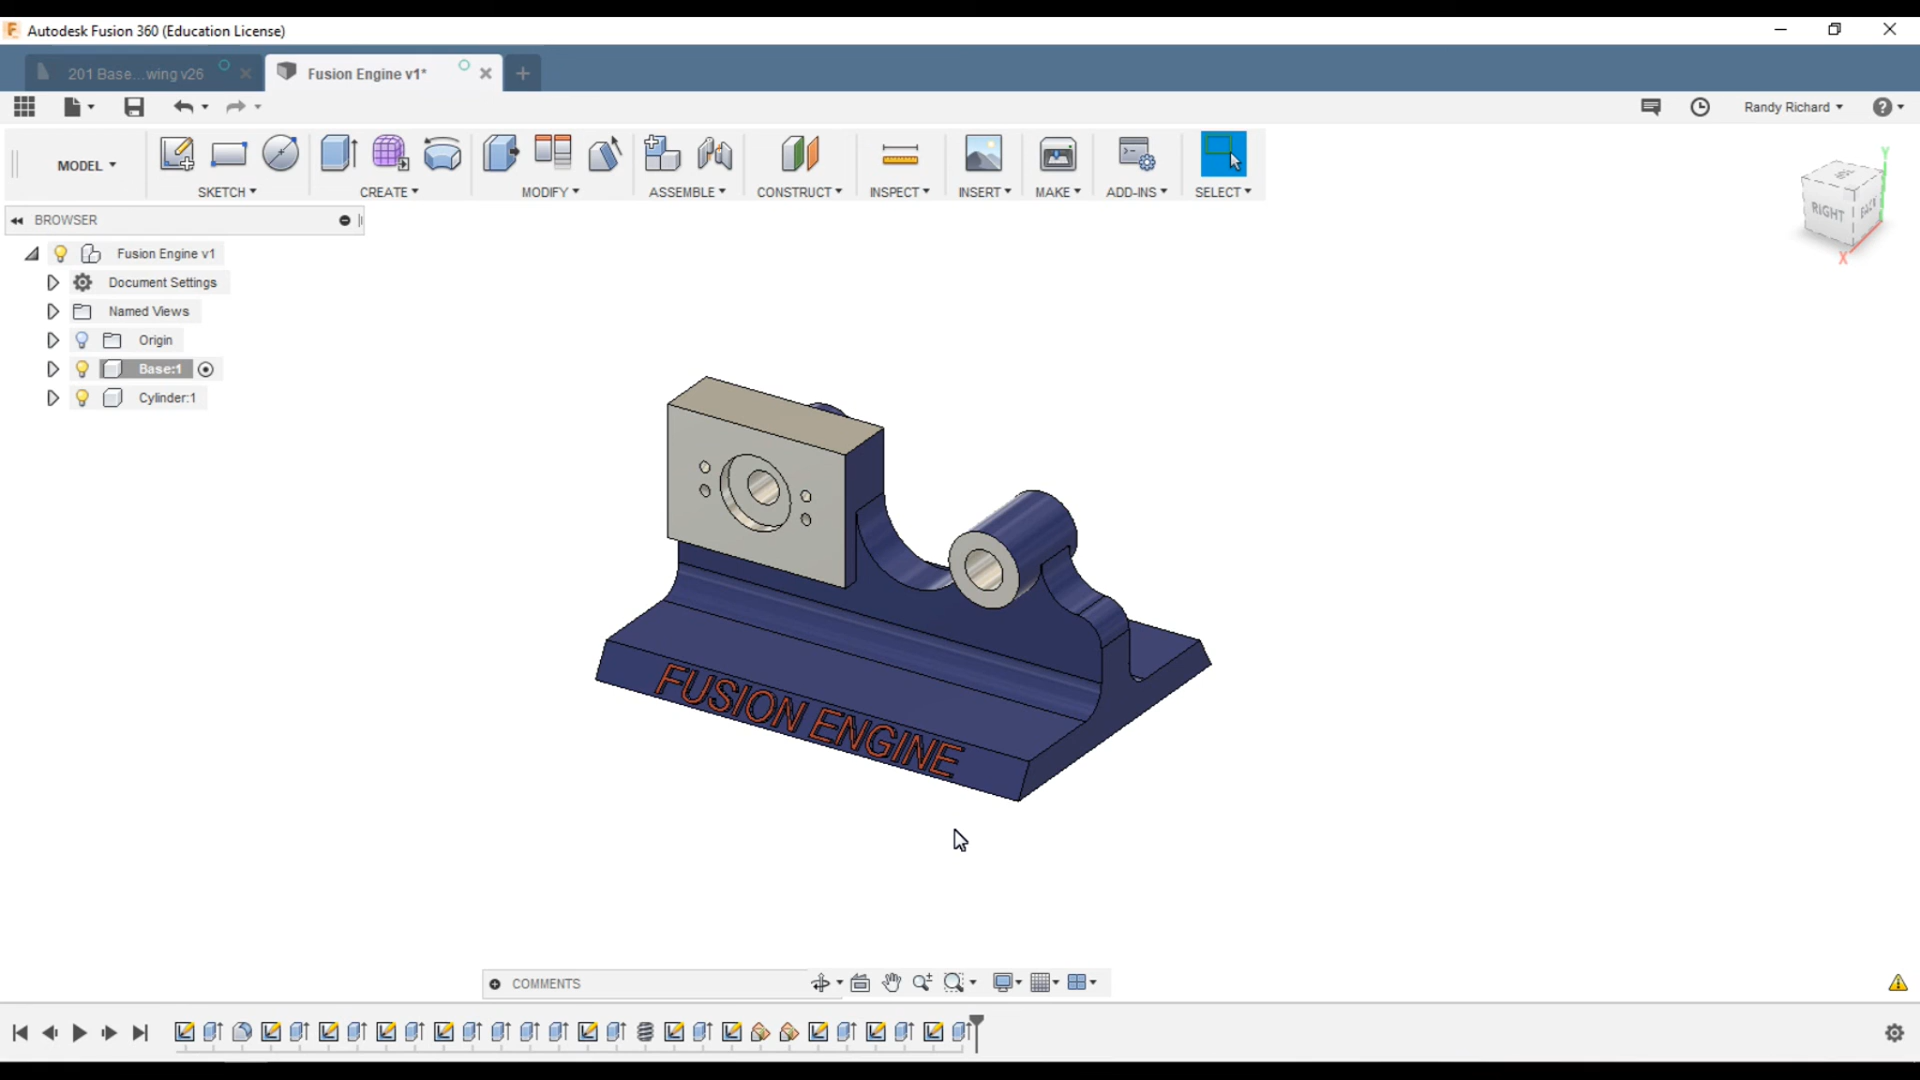 Autodesk Fusion 360 (Education License)
201 Base...wing v26
Fusion Engine v1*
Randy Richard
MODEL
SKETCH
CREATE
MODIFY
ASSEMBLE
CONSTRUCT
INSPECT
INSERT
MAKE
ADD-INS
SELECT
BROWSER
Fusion Engine v1
Document Settings
Named Views
Origin
Base:1
Cylinder:1
Y
RIGHT
BACK
X
FUSION ENGINE
COMMENTS